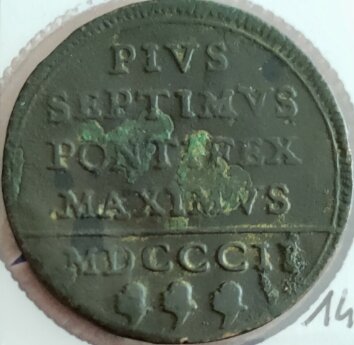 PIVS
SEPTIMVS
PONTIFEX
MAXIMVS
MDCCCII
14